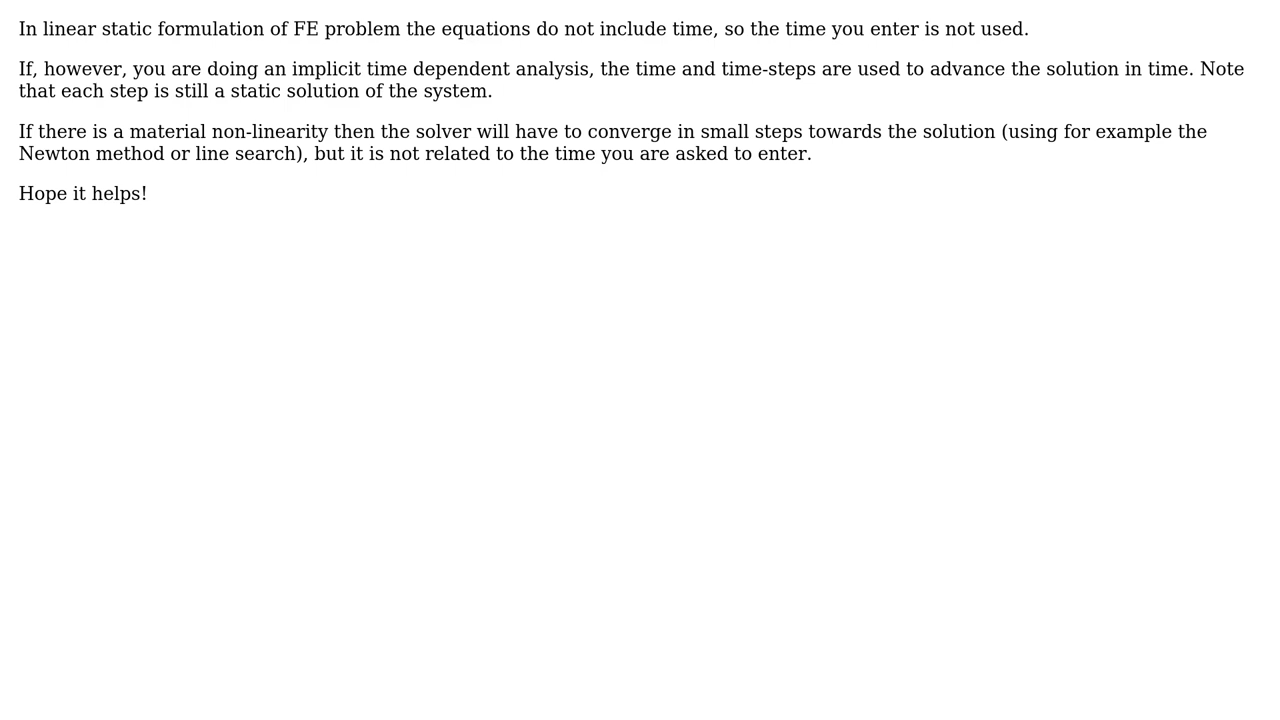 In linear static formulation of FE problem the equations do not include time, so the time you enter is not used.
If, however, you are doing an implicit time dependent analysis, the time and time-steps are used to advance the solution in time. Note
that each step is still a static solution of the system.
If there is a material non-linearity then the solver will have to converge in small steps towards the solution (using for example the
Newton method or line search), but it is not related to the time you are asked to enter.
Hope it helps!